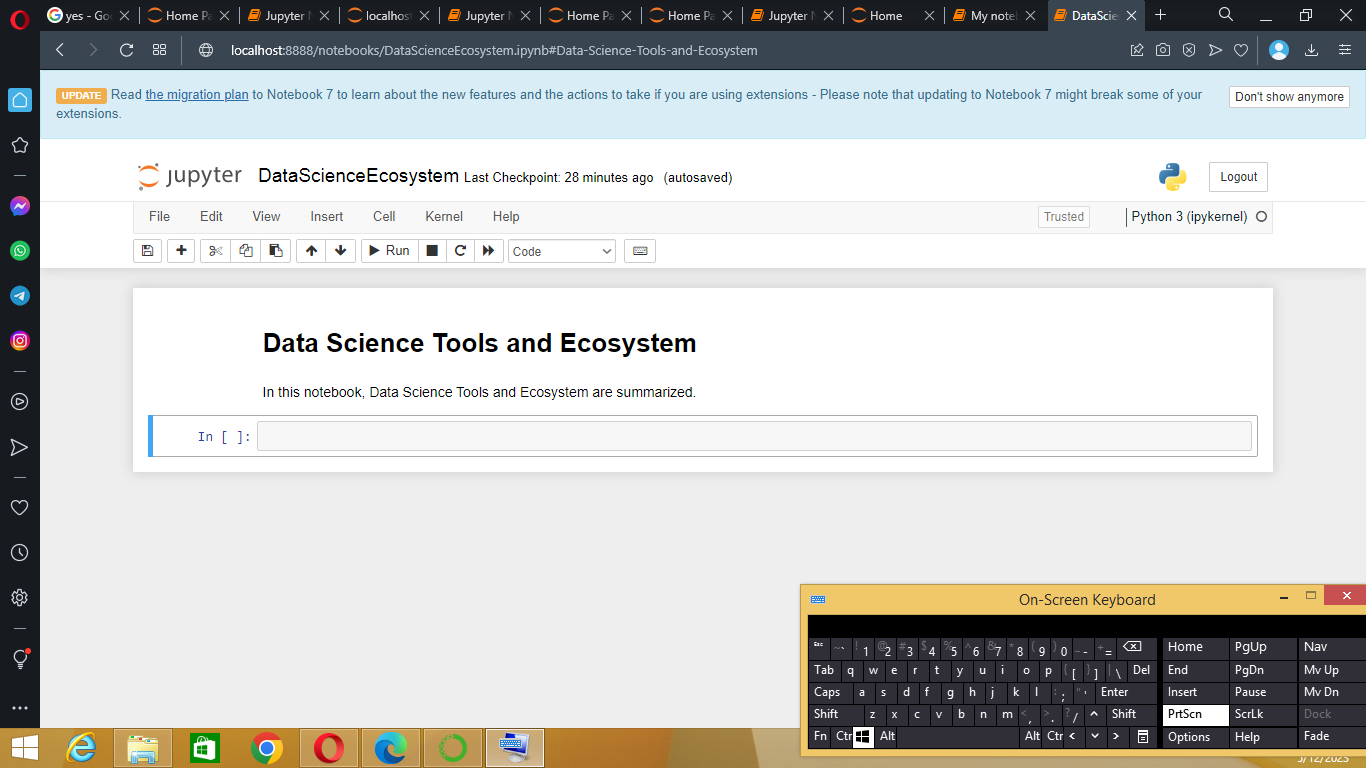 yes - Goo
Home Pa
Jupyter N
localhost
Jupyter N
Home Pa
Home Pa
Jupyter N
Home
My note
DataScie
localhost:8888/notebooks/DataScienceEcosystem.ipynb#Data-Science-Tools-and-Ecosystem
UPDATE Read the migration plan to Notebook 7 to learn about the new features and the actions to take if you are using extensions - Please note that updating to Notebook 7 might break some of your
extensions.
Don't show anymore
jupyter DataScienceEcosystem Last Checkpoint: 28 minutes ago (autosaved)
Logout
File Edit View Insert Cell Kernel Help
Trusted
Python 3 (ipykernel)
Run
Code
Data Science Tools and Ecosystem
In this notebook, Data Science Tools and Ecosystem are summarized.
In [ ]:
On-Screen Keyboard
Esc ~ ` ! 1 @ 2 # 3 $ 4 % 5 ^ 6 & 7 * 8 ( 9 ) 0 _ - + = Home PgUp Nav
Tab q w e r t y u i o p { [ } ] | \ Del End PgDn Mv Up
Caps a s d f g h j k l : ; " ' Enter Insert Pause Mv Dn
Shift z x c v b n m < , > . ? / Shift PrtScn ScrLk Dock
Fn Ctr Alt Alt Ctr Options Help Fade
5/12/2023